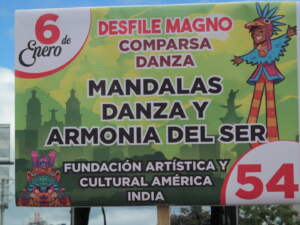 6 de
Enero
DESFILE MAGNO
COMPARSA
DANZA
MANDALAS
DANZA Y
ARMONIA DEL SER
FUNDACIÓN ARTÍSTICA Y
CULTURAL AMÉRICA
INDIA
54